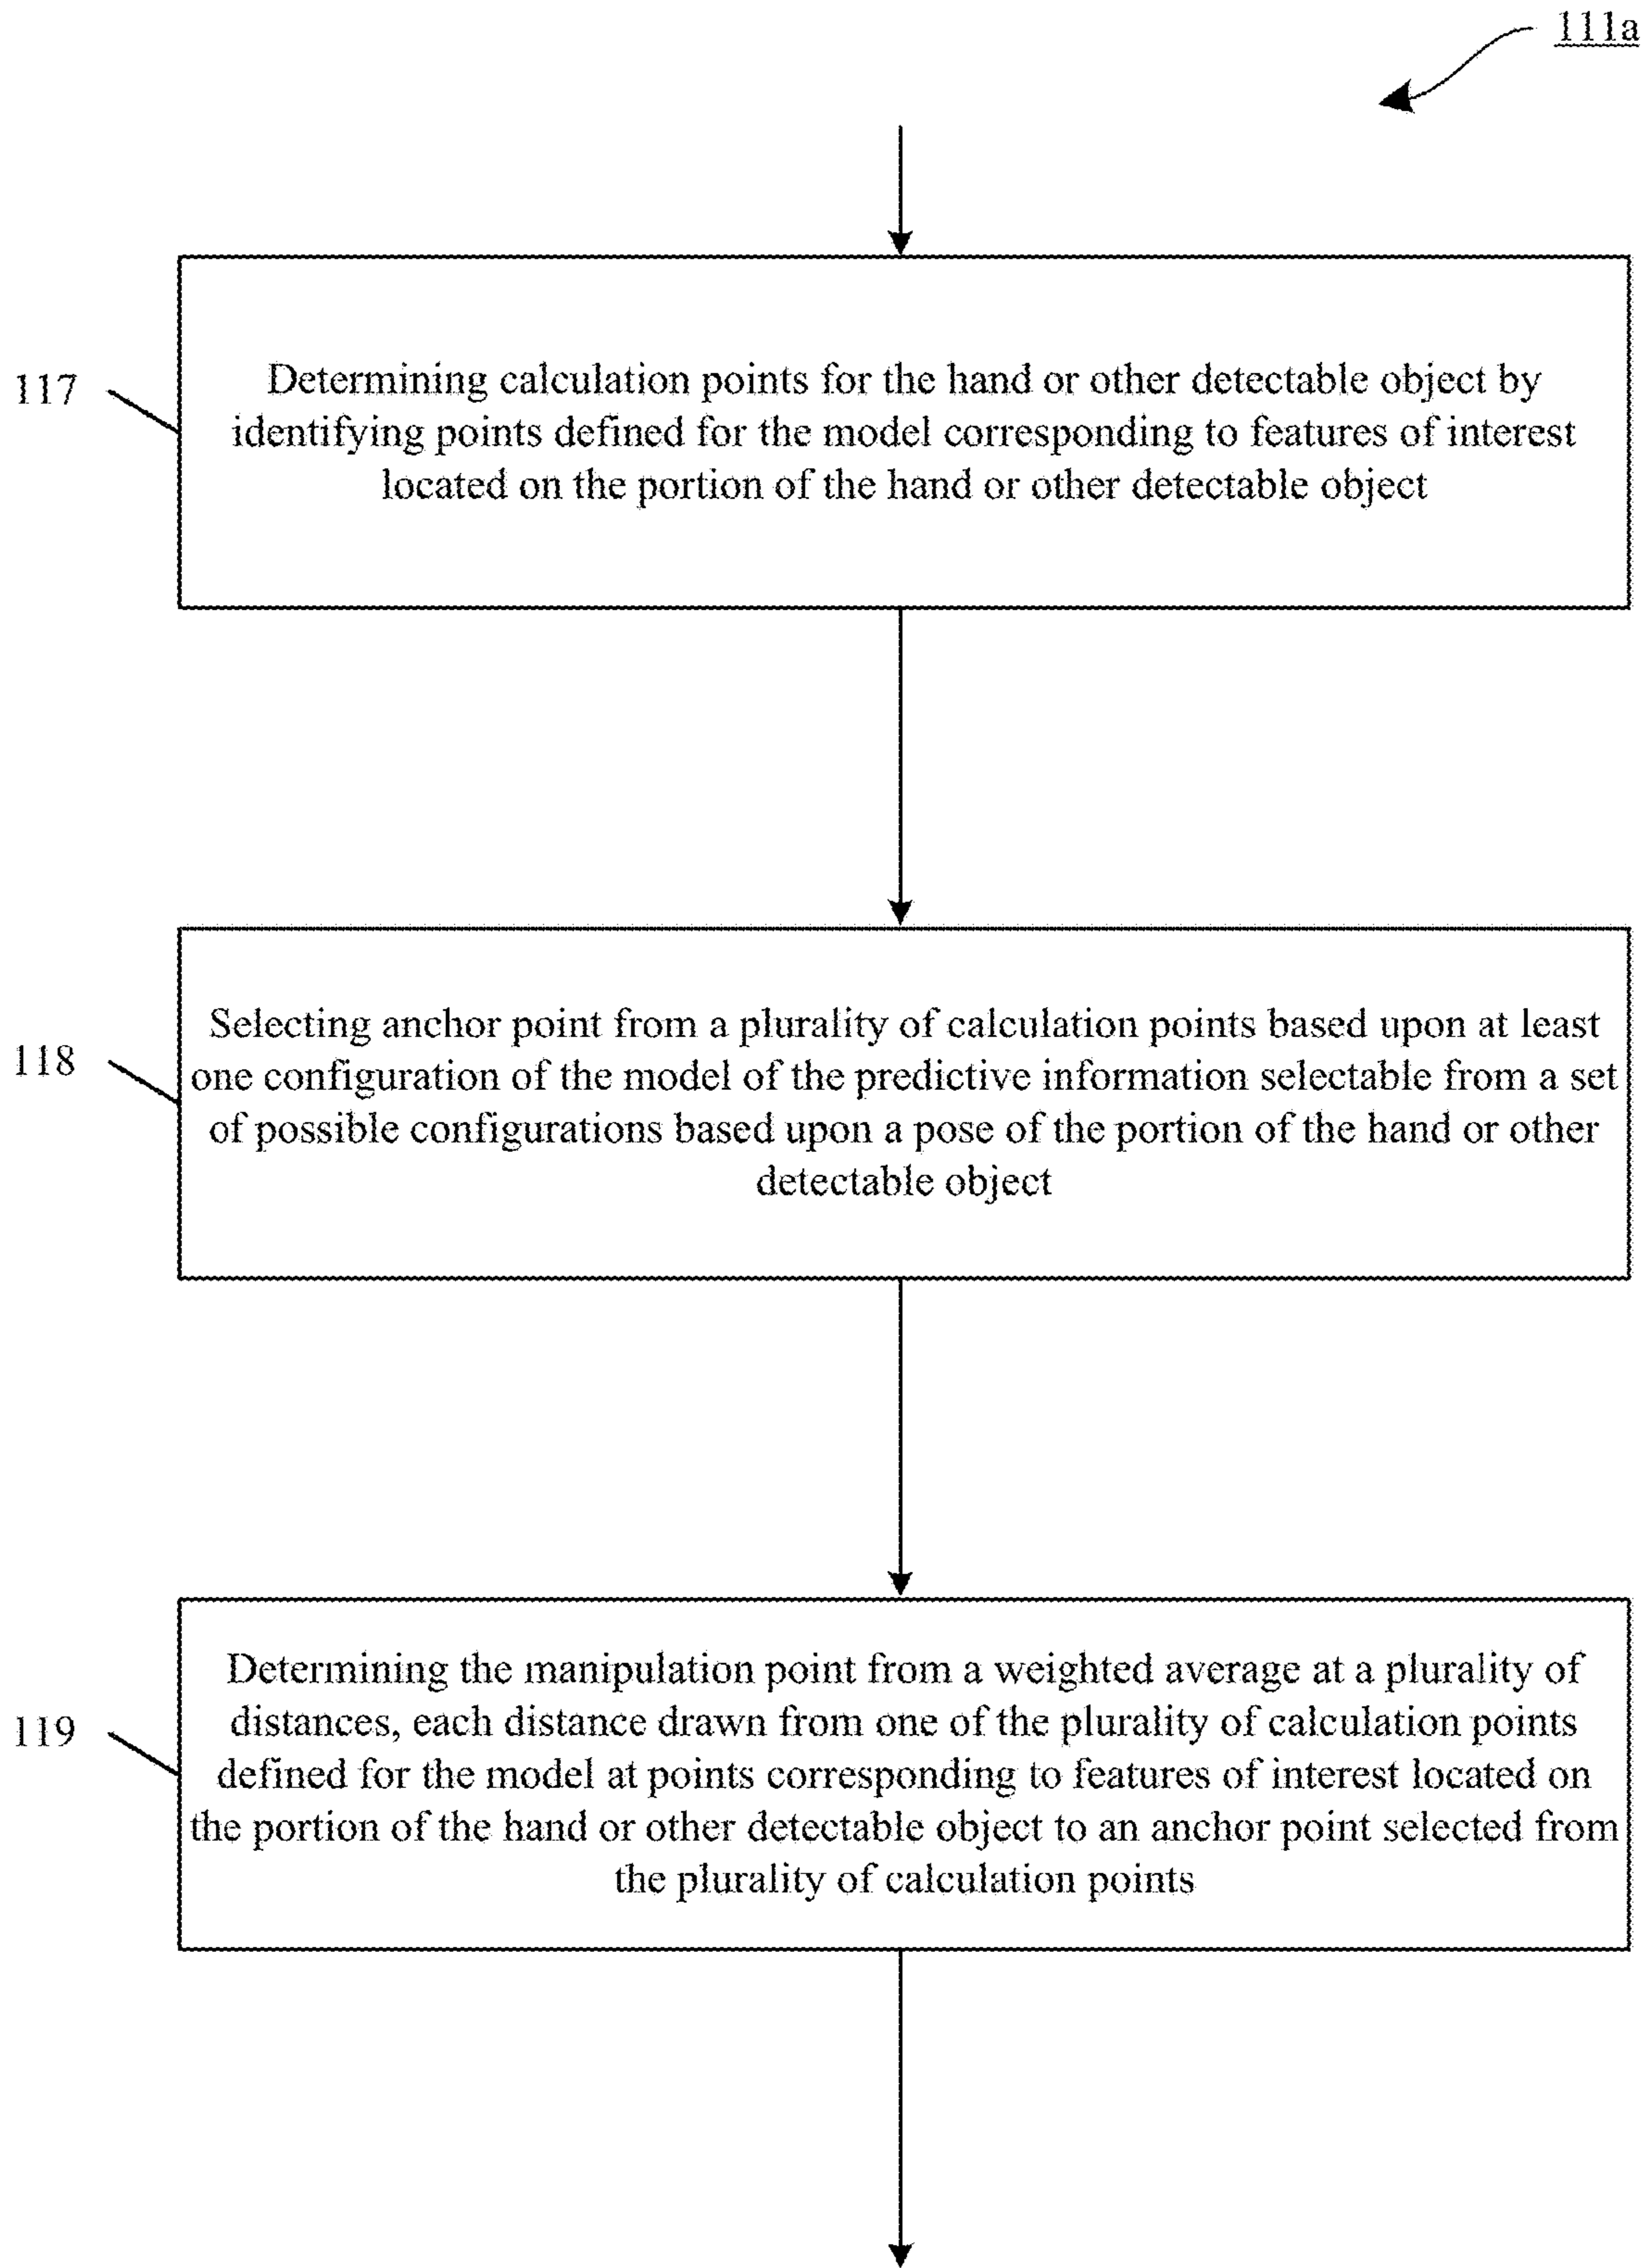 111a
117
Determining calculation points for the hand or other detectable object by
identifying points defined for the model corresponding to features of interest
located on the portion of the hand or other detectable object
118
Selecting anchor point from a plurality of calculation points based upon at least
one configuration of the model of the predictive information selectable from a set
of possible configurations based upon a pose of the portion of the hand or other
detectable object
119
Determining the manipulation point from a weighted average at a plurality of
distances, each distance drawn from one of the plurality of calculation points
defined for the model at points corresponding to features of interest located on
the portion of the hand or other detectable object to an anchor point selected from
the plurality of calculation points